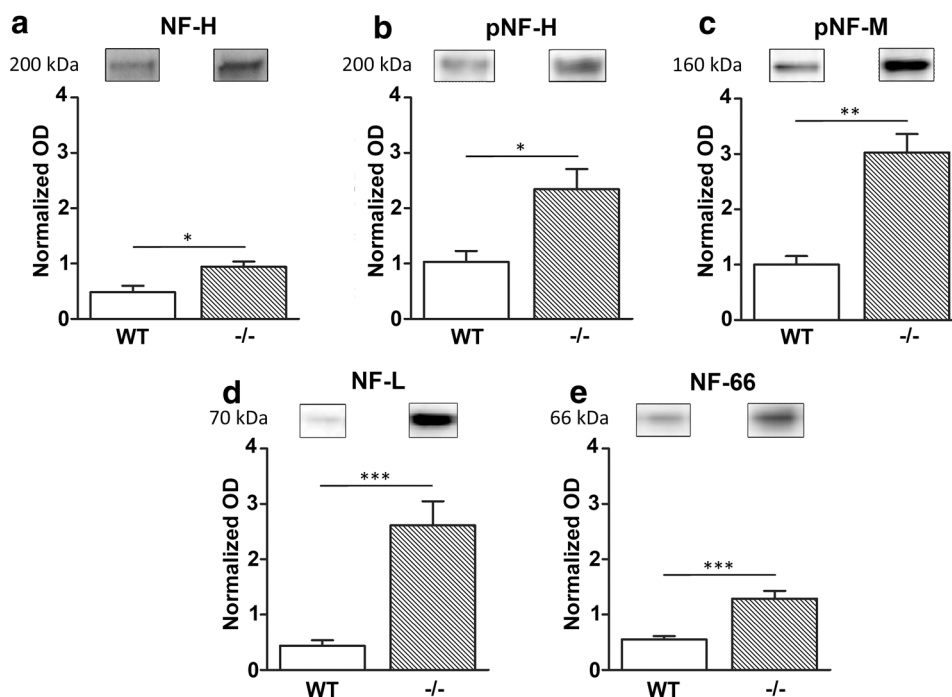 a
NF-H
200 kDa
Normalized OD
4
3
2
1
0
*
WT
-/-
b
pNF-H
200 kDa
Normalized OD
4
3
2
1
0
*
WT
-/-
c
pNF-M
160 kDa
Normalized OD
4
3
2
1
0
**
WT
-/-
d
NF-L
70 kDa
Normalized OD
4
3
2
1
0
***
WT
-/-
e
NF-66
66 kDa
Normalized OD
4
3
2
1
0
***
WT
-/-